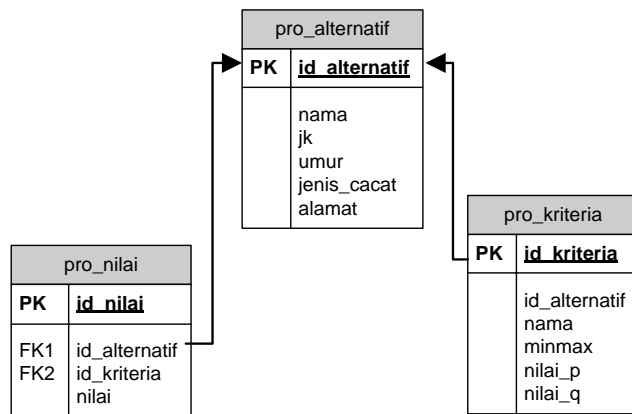 pro_alternatif
PK id_alternatif
nama
jk
umur
jenis_cacat
alamat
pro_kriteria
PK id_kriteria
id_alternatif
nama
minmax
nilai_p
nilai_q
pro_nilai
PK id_nilai
FK1 id_alternatif
FK2 id_kriteria
nilai